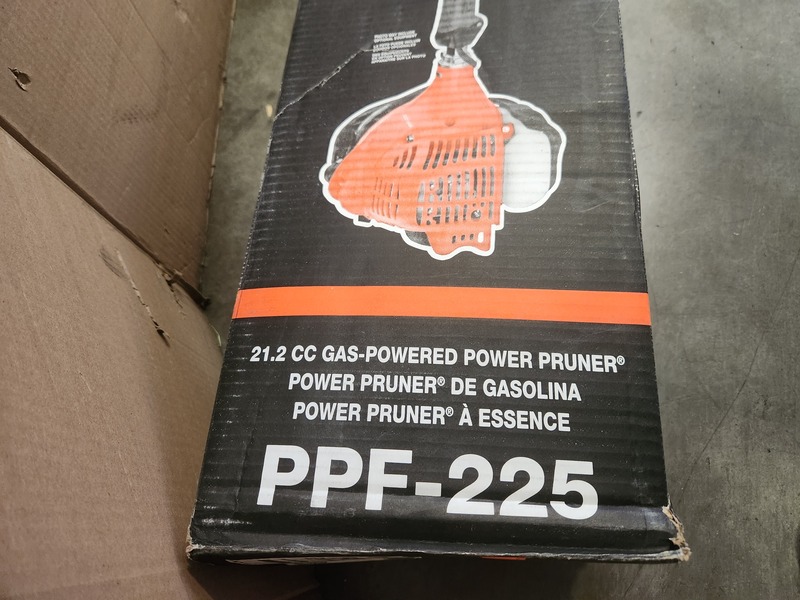 21.2 CC GAS-POWERED POWER PRUNER®
POWER PRUNER® DE GASOLINA
POWER PRUNER® À ESSENCE
PPF-225